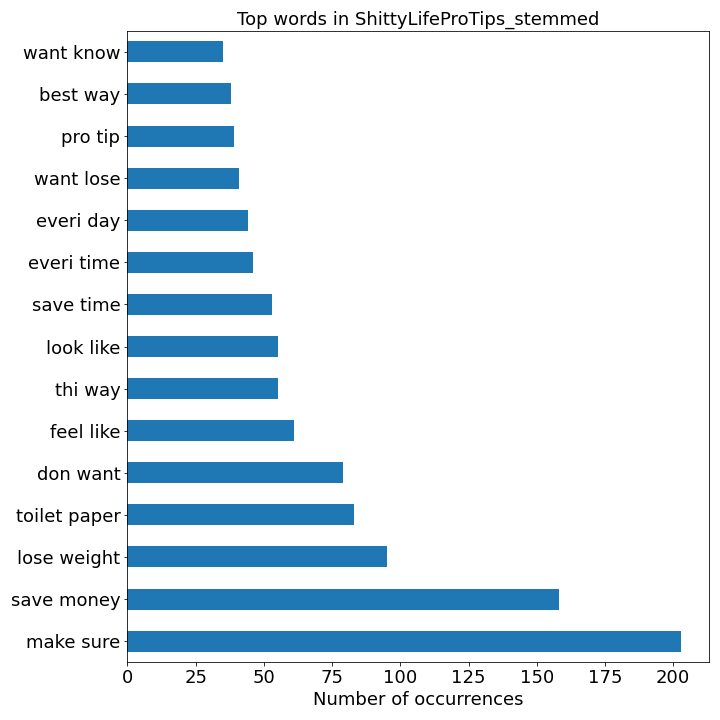 Top words in ShittyLifeProTips_stemmed
want know
best way
pro tip
want lose
everi day
everi time
save time
look like
thi way
feel like
don want
toilet paper
lose weight
save money
make sure
0 25 50 75 100 125 150 175 200
Number of occurrences